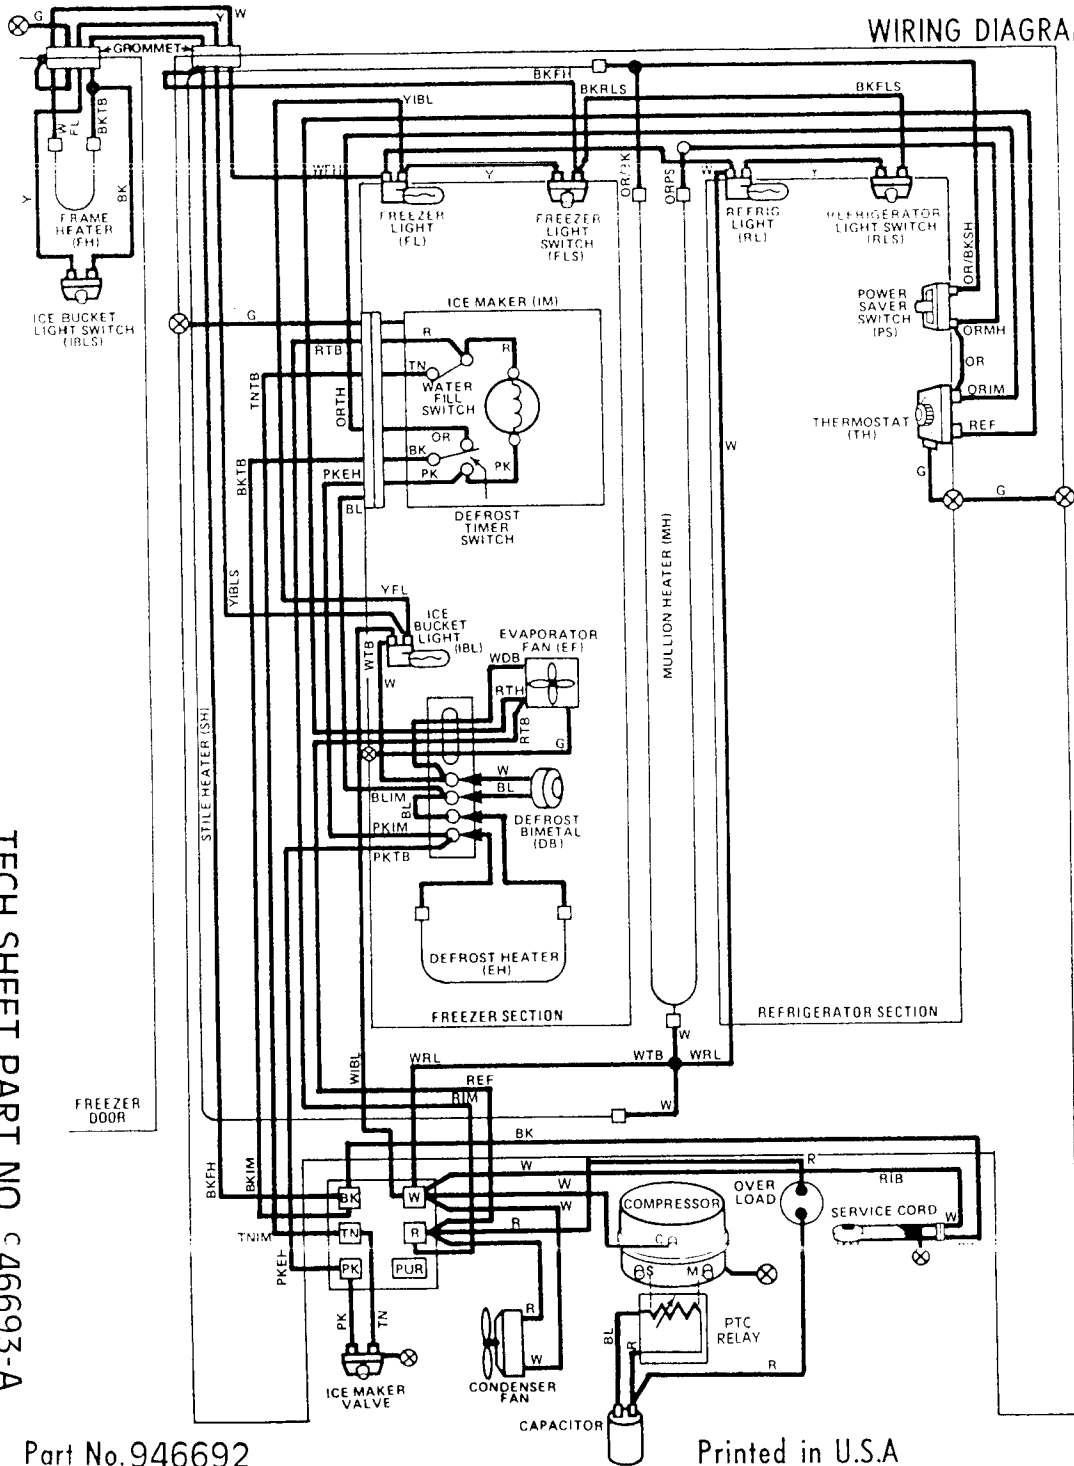 WIRING DIAGRA
G
Y
W
GROMMET
BKFH
BKRLS
BKFLS
YIBL
W
FL
BKTB
Y
BK
WFH
Y
OR/BK
ORPS
W
Y
FRAME
HEATER
(FH)
FREEZER
LIGHT
(FL)
FREEZER
LIGHT
SWITCH
(FLS)
REFRIG
LIGHT
(RL)
REFRIGERATOR
LIGHT SWITCH
(RLS)
OR/BKSH
ICE BUCKET
LIGHT SWITCH
(IBLS)
ICE MAKER (IM)
POWER
SAVER
SWITCH
(PS)
ORMH
OR
G
R
R
RTB
TN
WATER
FILL
SWITCH
TNTB
ORTH
ORIM
THERMOSTAT
(TH)
REF
OR
BK
PK
PK
PKEH
BKTB
BL
W
G
G
DEFROST
TIMER
SWITCH
MULLION HEATER (MH)
YIBLS
YFL
ICE
BUCKET
LIGHT
(IBL)
WTB
W
EVAPORATOR
FAN (EF)
WDB
RTH
RTB
G
STILE HEATER (SH)
W
BL
BLIM
BL
DEFROST
BIMETAL
(DB)
PKIM
PKTB
DEFROST HEATER
(EH)
FREEZER SECTION
REFRIGERATOR SECTION
W
WTB
WRL
WRL
WIBL
REF
RIM
W
FREEZER
DOOR
BK
BKFH
BKIM
W
R
RIB
BK
W
W
W
COMPRESSOR
OVER
LOAD
SERVICE CORD
W
TN
R
R
C
TNIM
PKEH
PK
PUR
S
M
PK
TN
R
W
BL
R
PTC
RELAY
R
ICE MAKER
VALVE
CONDENSER
FAN
CAPACITOR
TECH SHEET PART NO. C46693-A
Part No. 946692
Printed in U.S.A